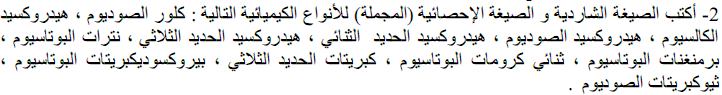 2- أكتب الصيغة الشاردية و الصيغة الإحصائية (المجملة) للأنواع الكيميائية التالية : كلور الصوديوم ، هيدروكسيد
الكالسيوم ، هيدروكسيد الصوديوم ، هيدروكسيد الحديد الثنائي ، هيدروكسيد الحديد الثلاثي ، نترات البوتاسيوم ،
برمنغنات البوتاسيوم ، ثنائي كرومات البوتاسيوم ، كبريتات الحديد الثلاثي ، بيروكسوديكبريتات البوتاسيوم ،
ثيوكبريتات الصوديوم .